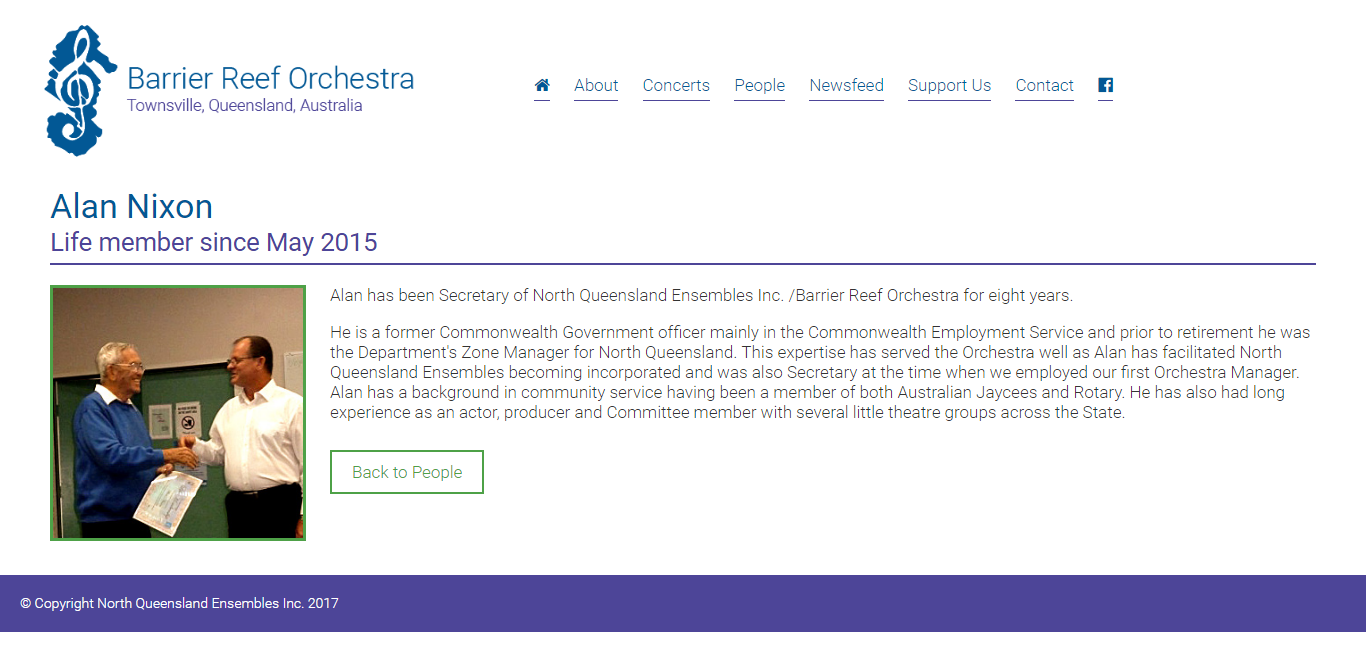 Barrier Reef Orchestra
Townsville, Queensland, Australia
About Concerts People Newsfeed Support Us Contact
Alan Nixon
Life member since May 2015
Alan has been Secretary of North Queensland Ensembles Inc. /Barrier Reef Orchestra for eight years.
He is a former Commonwealth Government officer mainly in the Commonwealth Employment Service and prior to retirement he was
the Department's Zone Manager for North Queensland. This expertise has served the Orchestra well as Alan has facilitated North
Queensland Ensembles becoming incorporated and was also Secretary at the time when we employed our first Orchestra Manager.
Alan has a background in community service having been a member of both Australian Jaycees and Rotary. He has also had long
experience as an actor, producer and Committee member with several little theatre groups across the State.
Back to People
© Copyright North Queensland Ensembles Inc. 2017